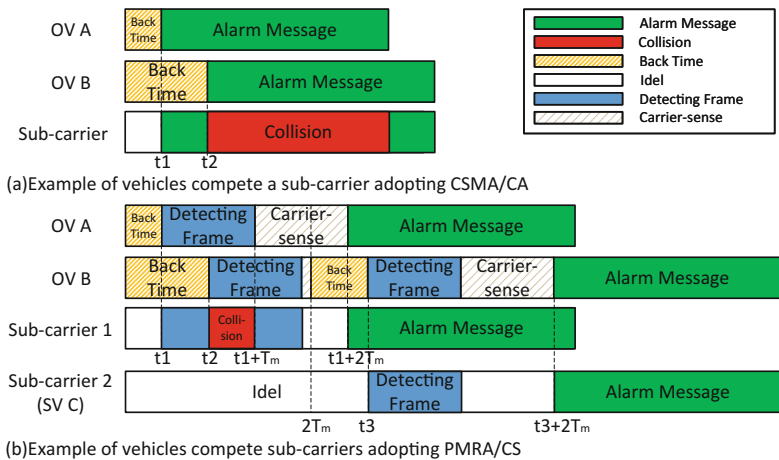 OV A
Back
Time
Alarm Message
OV B
Back
Time
Alarm Message
Sub-carrier
Collision
t1
t2
Alarm Message
Collision
Back Time
Idel
Detecting Frame
Carrier-sense
(a)Example of vehicles compete a sub-carrier adopting CSMA/CA
OV A
Back
Time
Detecting
Frame
Carrier-
sense
Alarm Message
OV B
Back
Time
Detecting
Frame
Back
Time
Detecting
Frame
Carrier-
sense
Alarm Message
Sub-carrier 1
Colli-
sion
Alarm Message
t1
t2
t1+Tm
t1+2Tm
Sub-carrier 2
(SV C)
Idel
Detecting
Frame
Alarm Message
2Tm
t3
t3+2Tm
(b)Example of vehicles compete sub-carriers adopting PMRA/CS